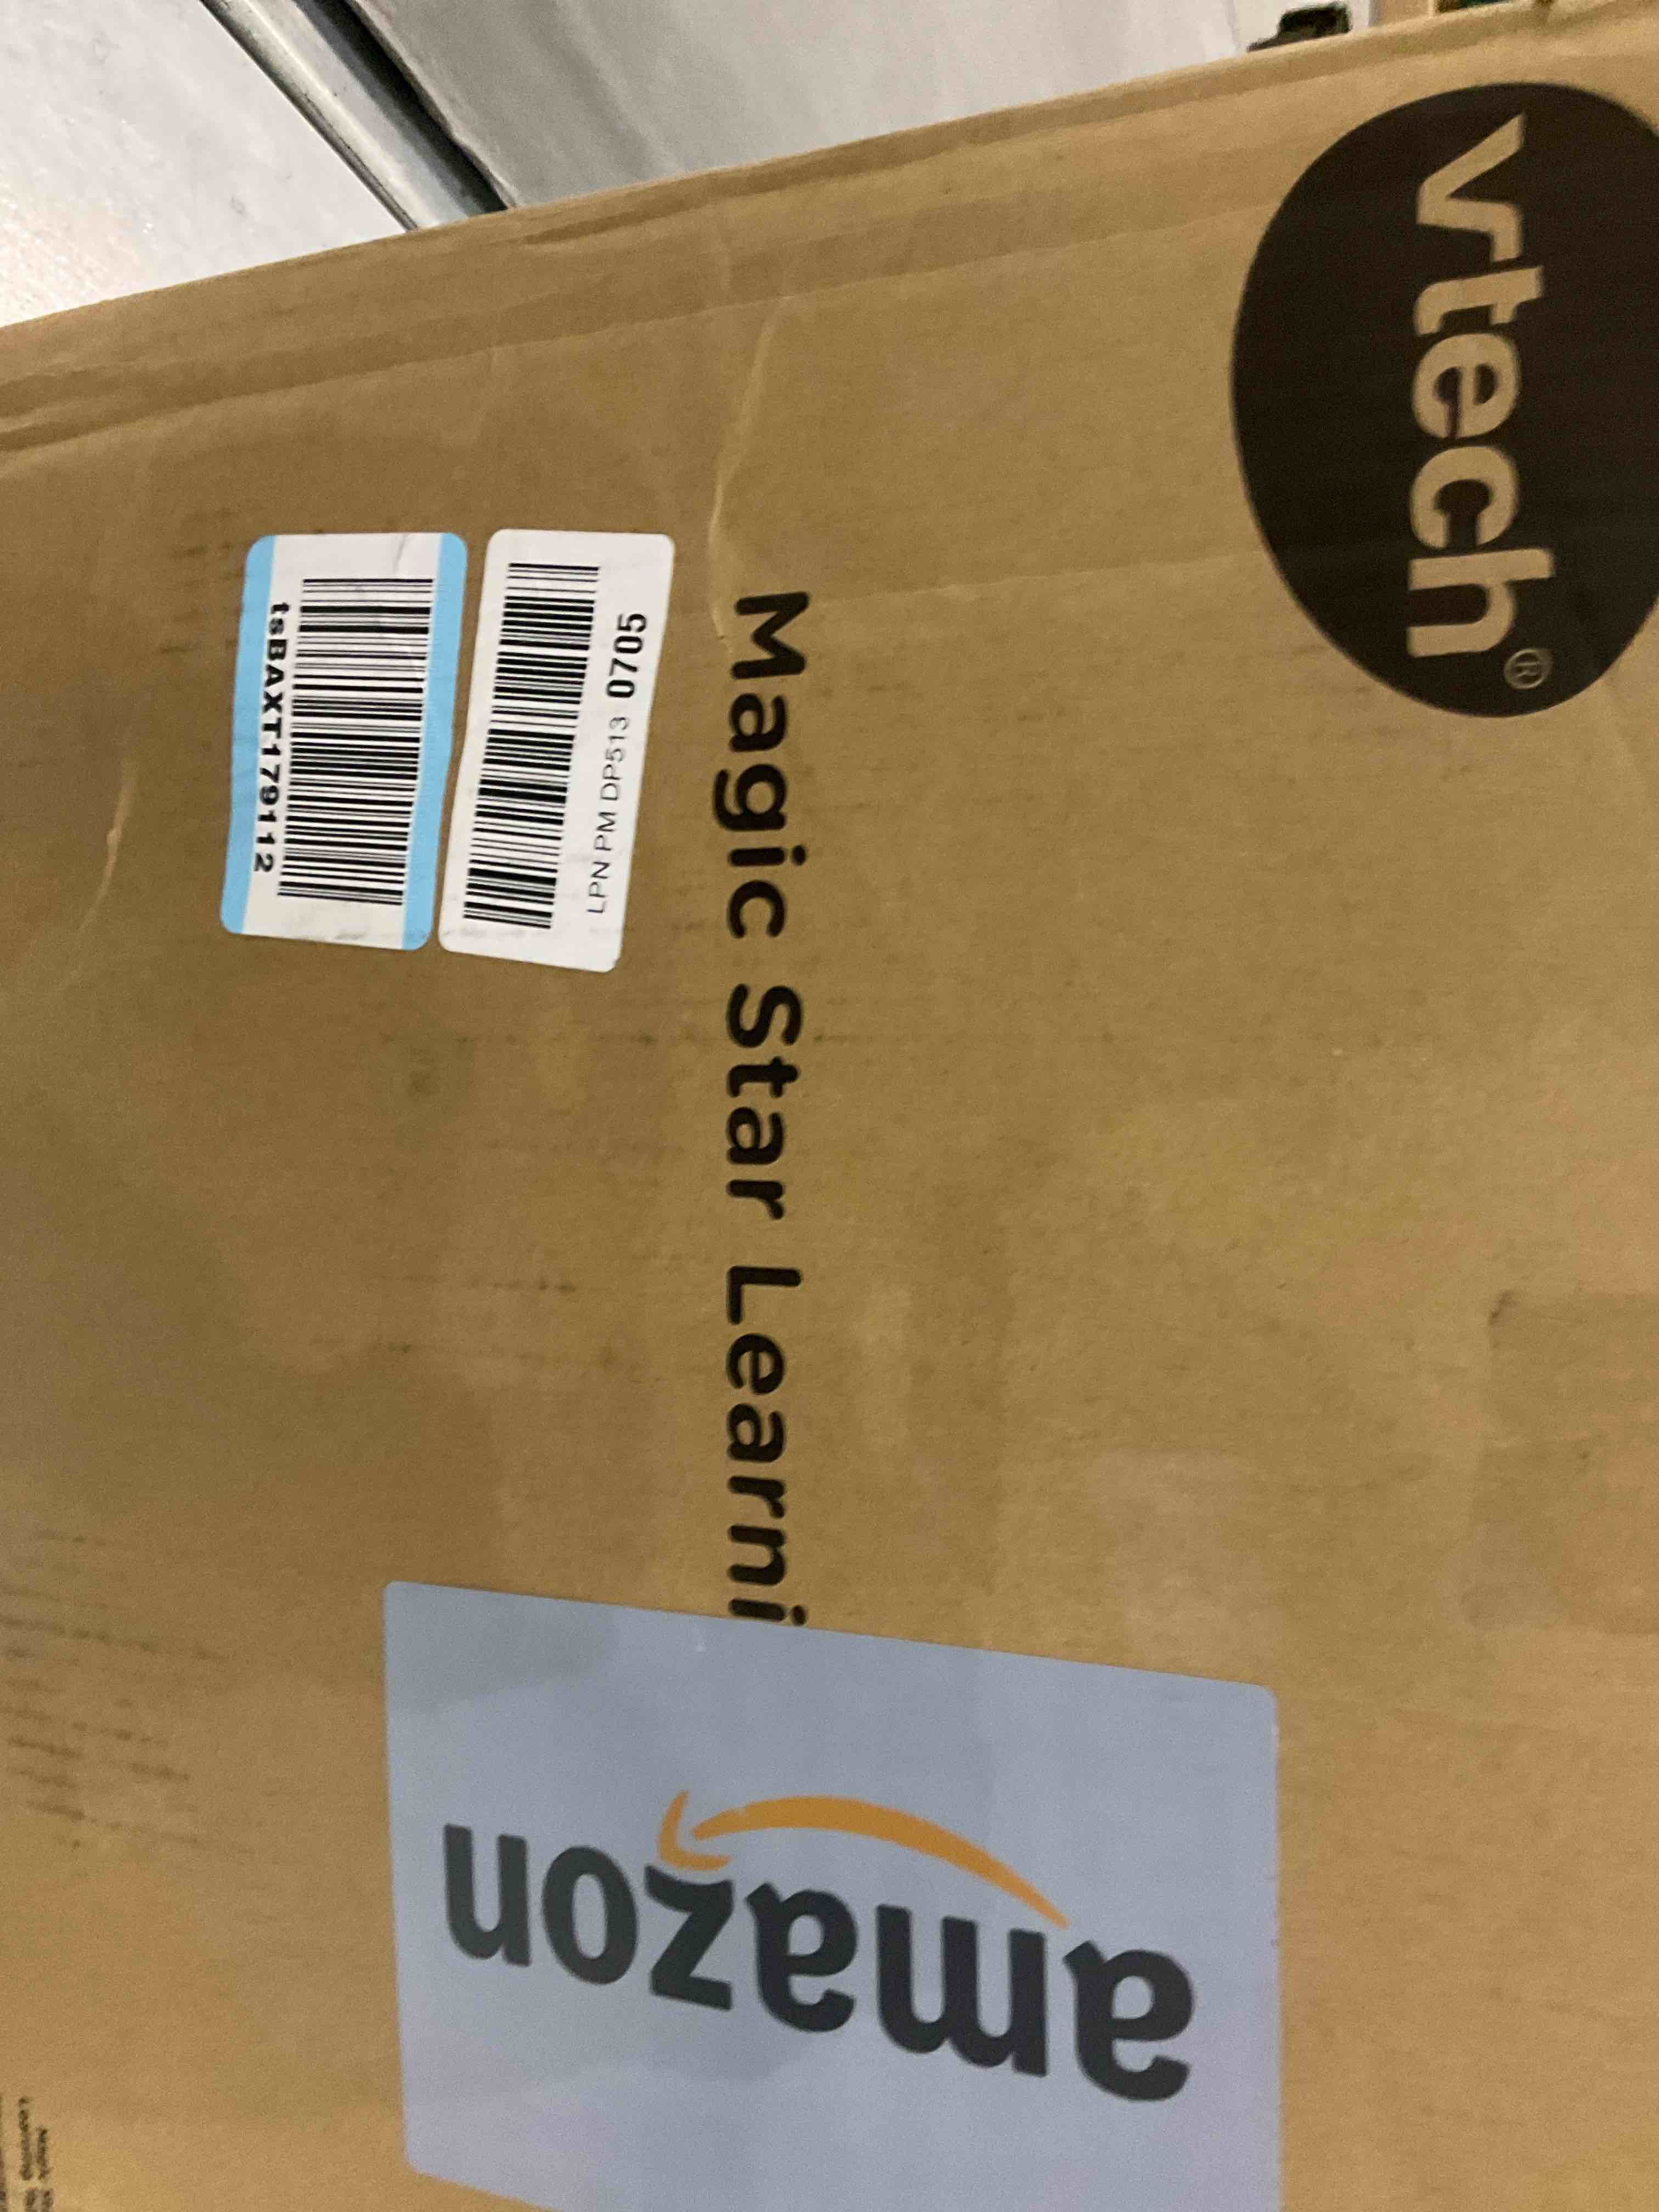 vtech®
Magic Star Learni
LPN PM DP513 0705
tsBAXT179112
amazon